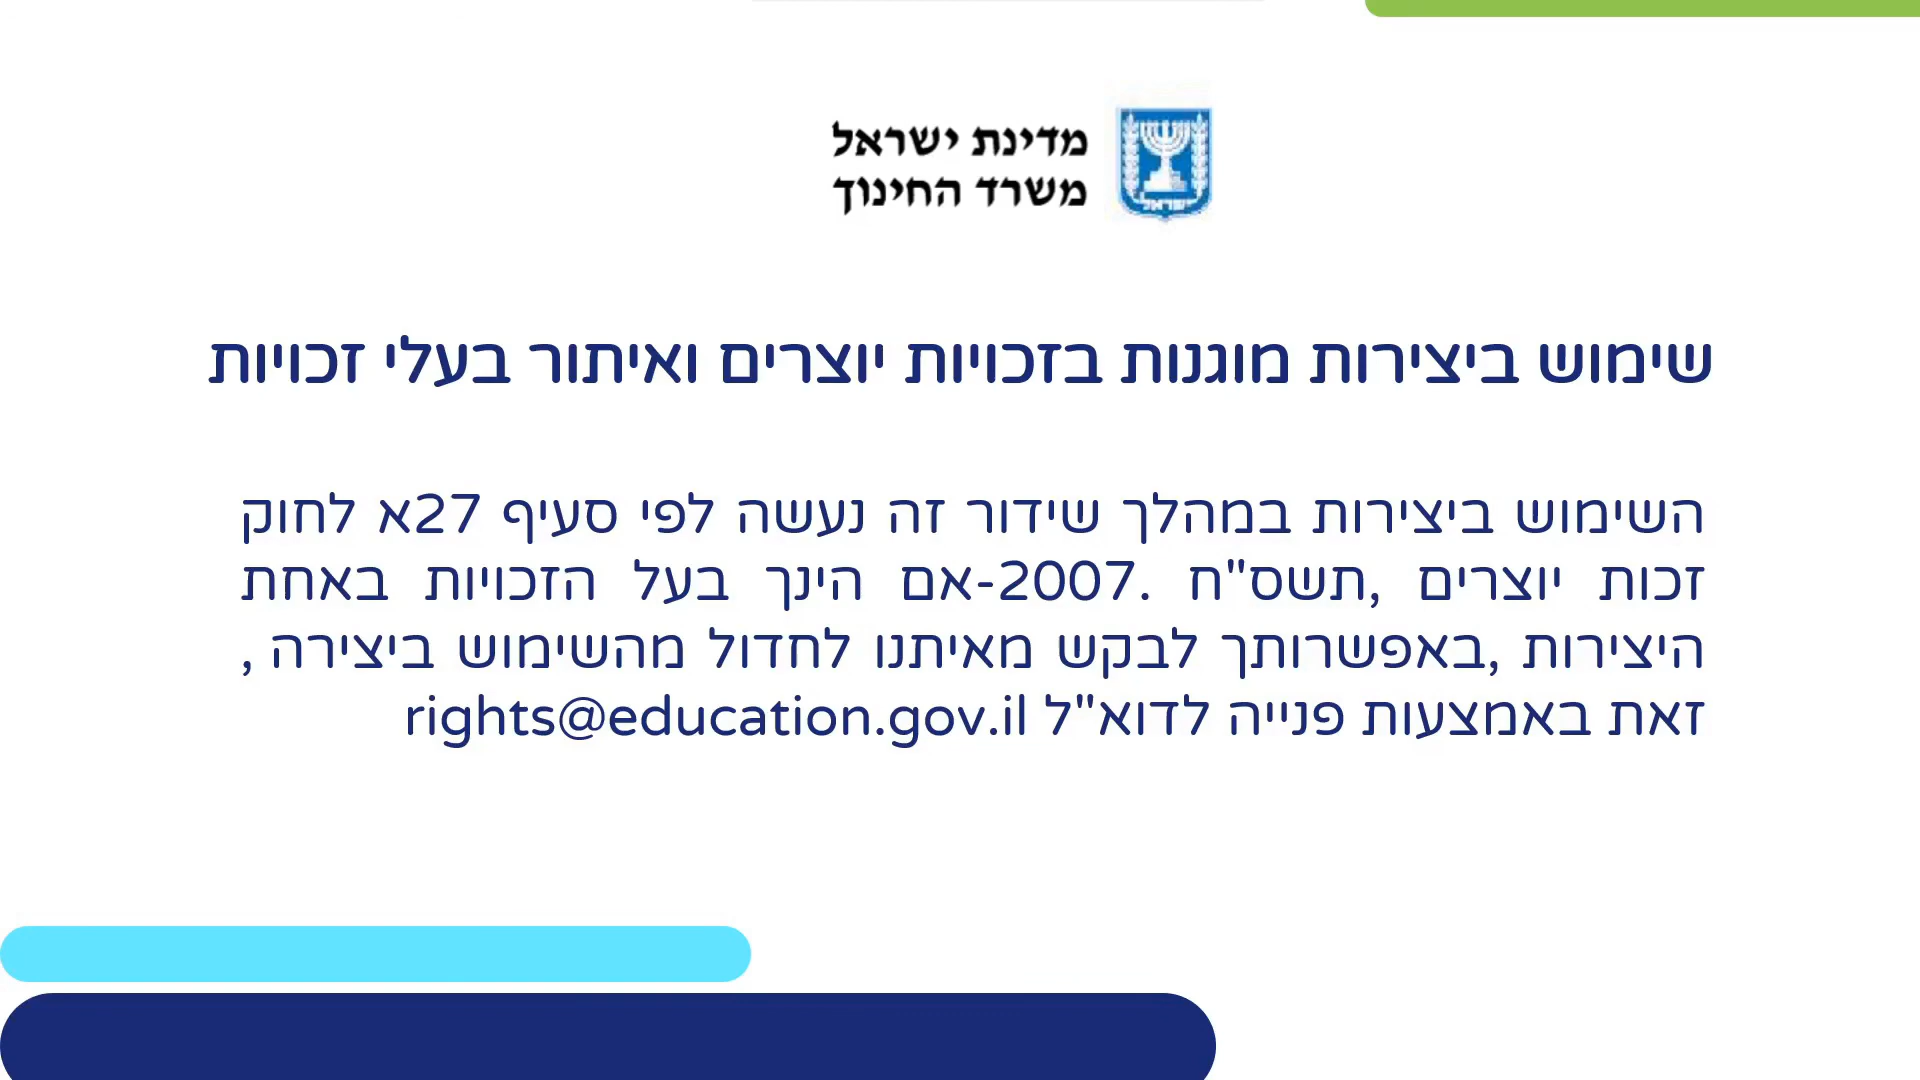 מדינת ישראל
משרד החינוך
שימוש ביצירות מוגנות בזכויות יוצרים ואיתור בעלי זכויות
השימוש ביצירות במהלך שידור זה נעשה לפי סעיף 27א לחוק
זכות יוצרים ,תשס"ח .2007-אם הינך בעל הזכויות באחת
היצירות ,באפשרותך לבקש מאיתנו לחדול מהשימוש ביצירה ,
זאת באמצעות פנייה לדוא"ל rights@education.gov.il